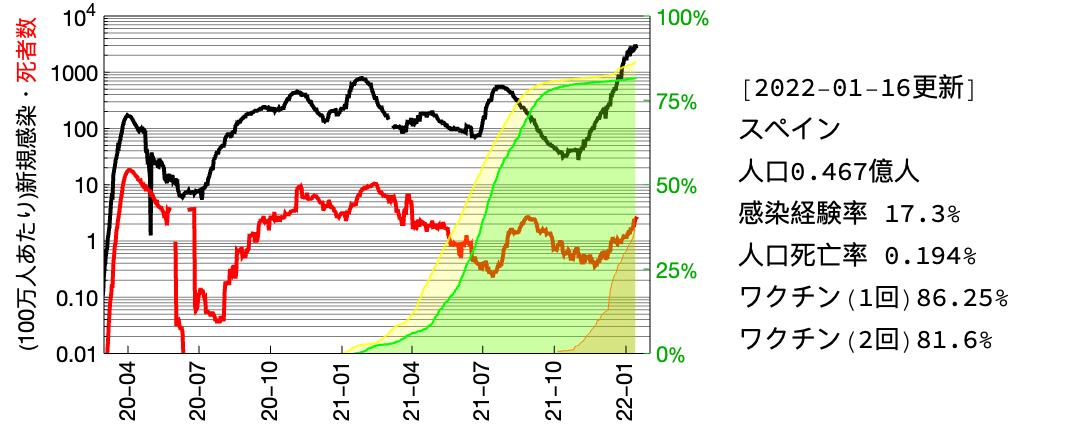 (100万人あたり)新規感染・死者数
10^4
1000
100
10
1
0.10
0.01
100%
75%
50%
25%
0%
20-04
20-07
20-10
21-01
21-04
21-07
21-10
22-01
[2022-01-16更新]
スペイン
人口0.467億人
感染経験率 17.3%
人口死亡率 0.194%
ワクチン(1回)86.25%
ワクチン(2回)81.6%